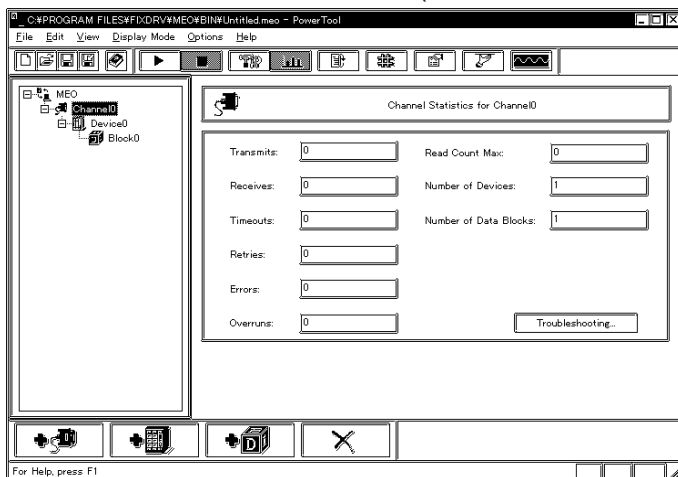 C:¥PROGRAM FILES¥FIXDRV¥MEO¥BIN¥Untitled.meo - PowerTool
File Edit View Display Mode Options Help
MEO
Channel0
Device0
Block0
Channel Statistics for Channel0
Transmits: 0 Read Count Max: 0
Receives: 0 Number of Devices: 1
Timeouts: 0 Number of Data Blocks: 1
Retries: 0
Errors: 0
Overruns: 0 Troubleshooting...
D
For Help, press F1